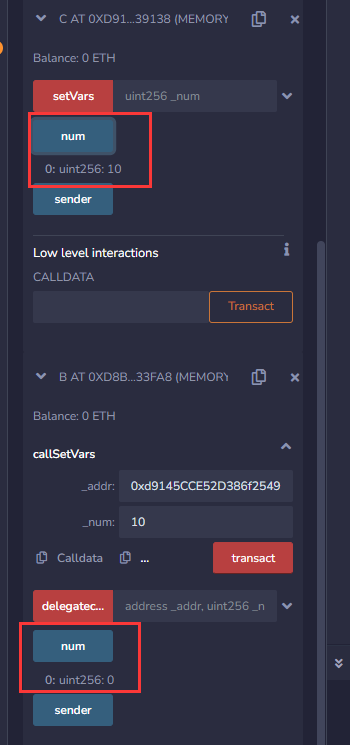 C AT 0XD91...39138 (MEMORY
Balance: 0 ETH
setVars uint256 _num
num
0: uint256: 10
sender
Low level interactions
CALLDATA
Transact
B AT 0XD8B...33FA8 (MEMORY
Balance: 0 ETH
callSetVars
_addr: 0xd9145CCE52D386f2549
_num: 10
Calldata ... transact
delegatec... address _addr, uint256 _n
num
0: uint256: 0
sender